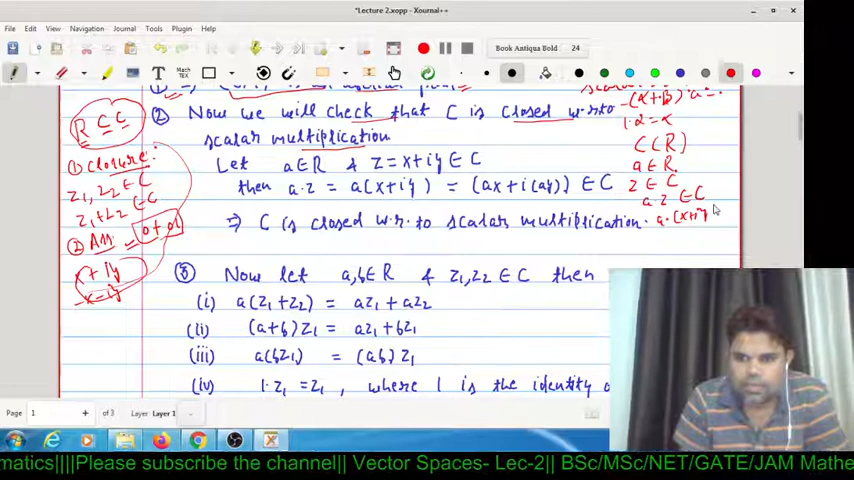 *Lecture 2.xopp - Xournal++
File Edit View Navigation Journal Tools Plugin Help
Book Antiqua Bold 24
② Now we will check that C is closed w.r.to
scalar multiplication
Let a∈R & z=x+iy ∈ C
then a.z = a(x+iy) = (ax+i(ay)) ∈ C
⇒ C is closed w.r.to scalar multiplication.
③ Now let a,b∈R & z1,z2 ∈ C then
(i) a(z1+z2) = az1+az2
(ii) (a+b)z1 = az1+bz1
(iii) a(bz1) = (ab)z1
(iv) 1.z1=z1, where 1 is the identity
R ⊂ C
① Closure:
z1,z2 ∈ C
z1+z2 ∈ C
② Ass
0+0i
x+iy
-x-iy
1.α=α
C(R)
a∈R.
z∈C
a.z ∈ C
a.(x+iy)
Page 1 of 3 Layer Layer 1
matics||||Please subscribe the channel|| Vector Spaces- Lec-2|| BSc/MSc/NET/GATE/JAM Mathe